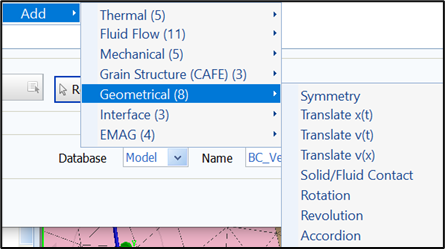 Add
Thermal (5)
Fluid Flow (11)
Mechanical (5)
Grain Structure (CAFE) (3)
Geometrical (8)
Interface (3)
EMAG (4)
Symmetry
Translate x(t)
Translate v(t)
Translate v(x)
Solid/Fluid Contact
Rotation
Revolution
Accordion
R
Database Model Name BC_Ve